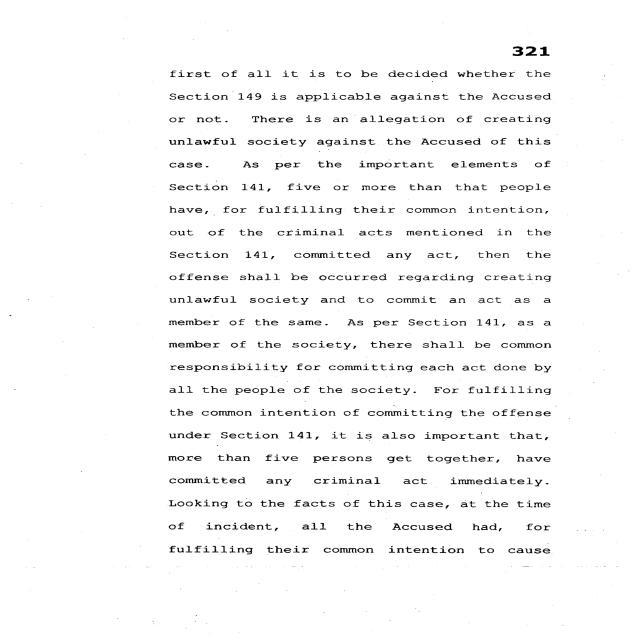 321
first of all it is to be decided whether the
Section 149 is applicable against the Accused
or not. There is an allegation of creating
unlawful society against the Accused of this
case. As per the important elements of
Section 141, five or more than that people
have, for fulfilling their common intention,
out of the criminal acts mentioned in the
Section 141, committed any act, then the
offense shall be occurred regarding creating
unlawful society and to commit an act as a
member of the same. As per Section 141, as a
member of the society, there shall be common
responsibility for committing each act done by
all the people of the society. For fulfilling
the common intention of committing the offense
under Section 141, it is also important that,
more than five persons get together, have
committed any criminal act immediately.
Looking to the facts of this case, at the time
of incident, all the Accused had, for
fulfilling their common intention to cause